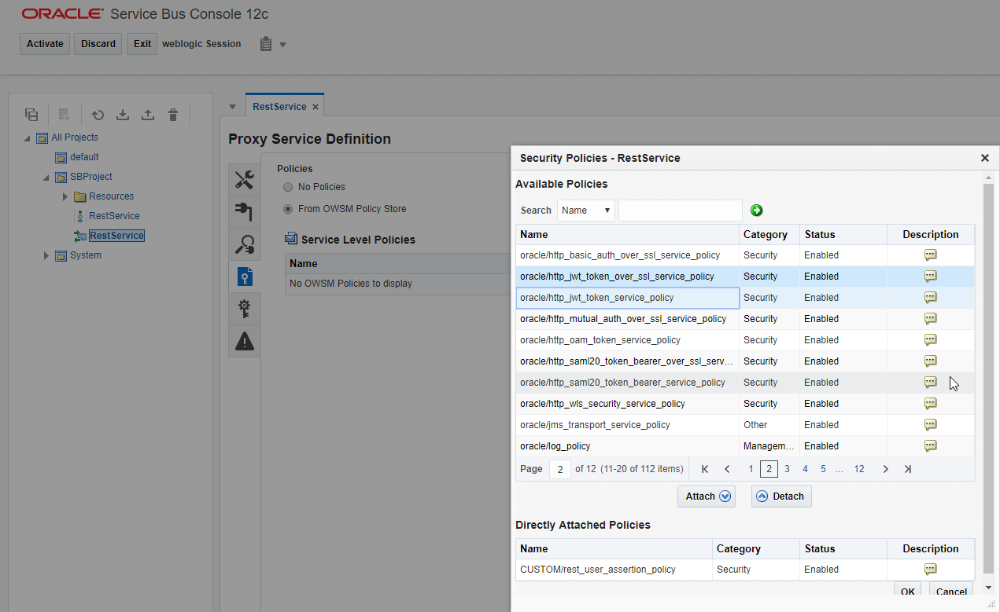 ORACLE® Service Bus Console 12c
Activate Discard Exit weblogic Session
RestService
All Projects
default
SBProject
Resources
RestService
RestService
System
Proxy Service Definition
Policies
No Policies
From OWSM Policy Store
Service Level Policies
Name
No OWSM Policies to display
Security Policies - RestService
Available Policies
Search Name
Name Category Status Description
oracle/http_basic_auth_over_ssl_service_policy Security Enabled
oracle/http_jwt_token_over_ssl_service_policy Security Enabled
oracle/http_jwt_token_service_policy Security Enabled
oracle/http_mutual_auth_over_ssl_service_policy Security Enabled
oracle/http_oam_token_service_policy Security Enabled
oracle/http_saml20_token_bearer_over_ssl_serv... Security Enabled
oracle/http_saml20_token_bearer_service_policy Security Enabled
oracle/http_wls_security_service_policy Security Enabled
oracle/jms_transport_service_policy Other Enabled
oracle/log_policy Managem... Enabled
Page 2 of 12 (11-20 of 112 items) 1 2 3 4 5 ... 12
Attach Detach
Directly Attached Policies
Name Category Status Description
CUSTOM/rest_user_assertion_policy Security Enabled
OK Cancel